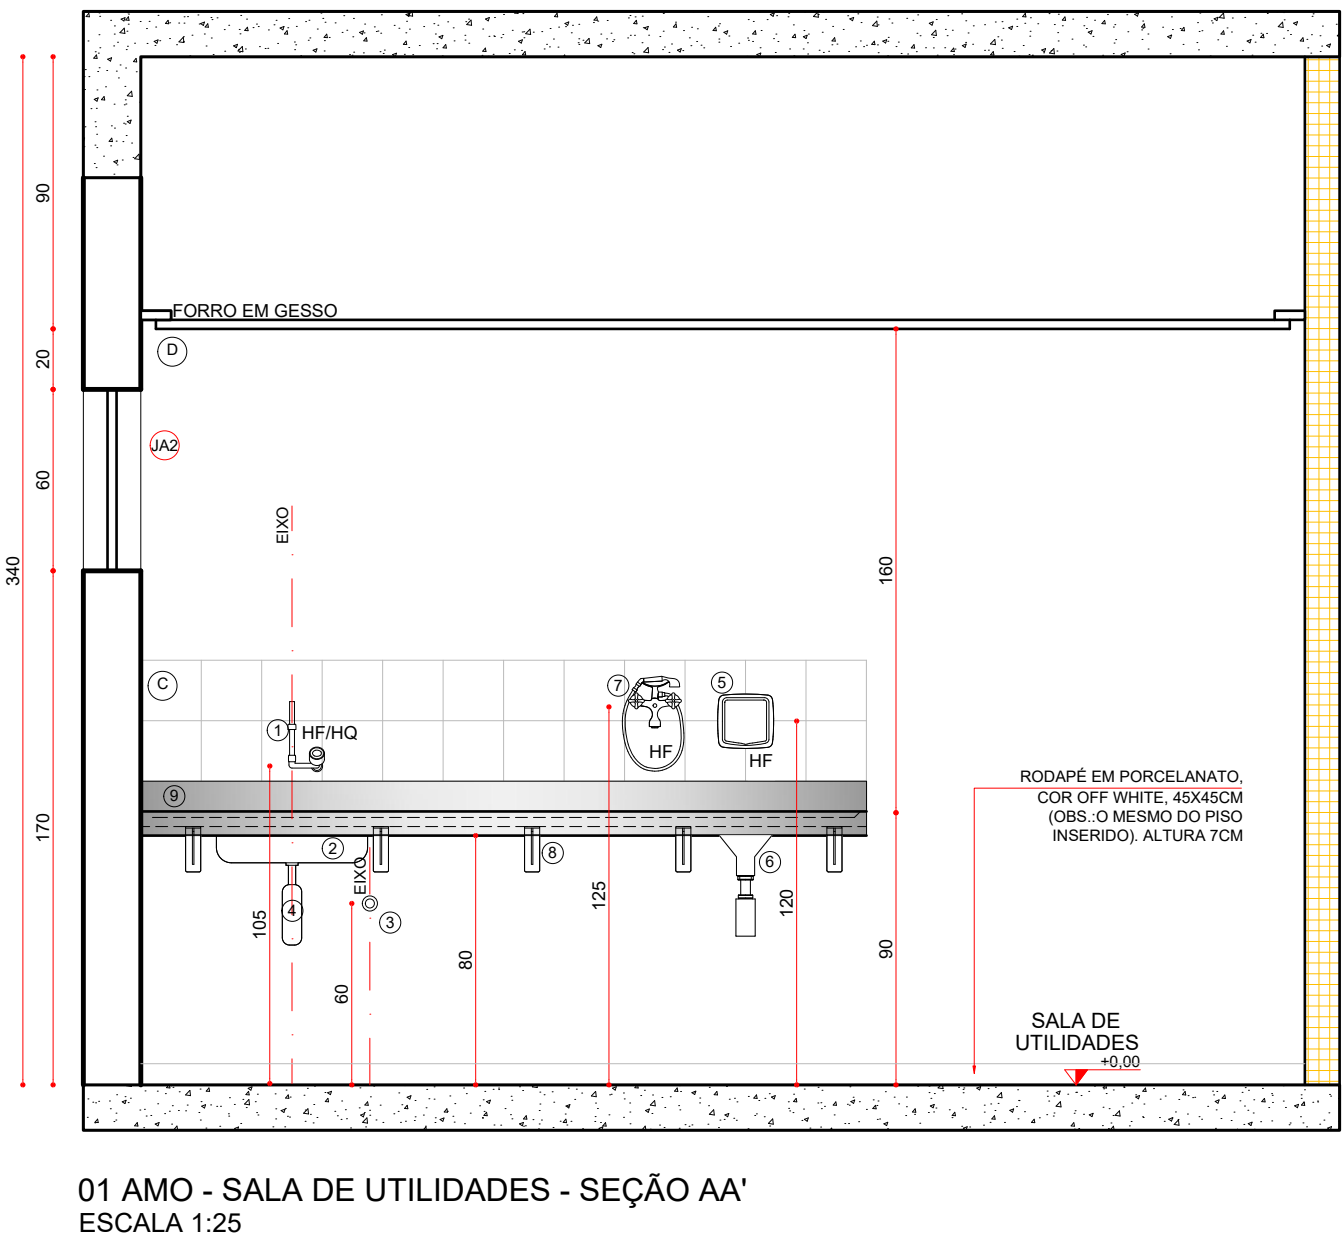 FORRO EM GESSO
D
JA2
90
20
60
340
170
EIXO
160
C
1
HF/HQ
7
HF
5
HF
9
2
EIXO
8
6
4
3
105
60
80
125
120
90
RODAPÉ EM PORCELANATO,
COR OFF WHITE, 45X45CM
(OBS.:O MESMO DO PISO
INSERIDO). ALTURA 7CM
SALA DE
UTILIDADES
+0,00
01 AMO - SALA DE UTILIDADES - SEÇÃO AA'
ESCALA 1:25